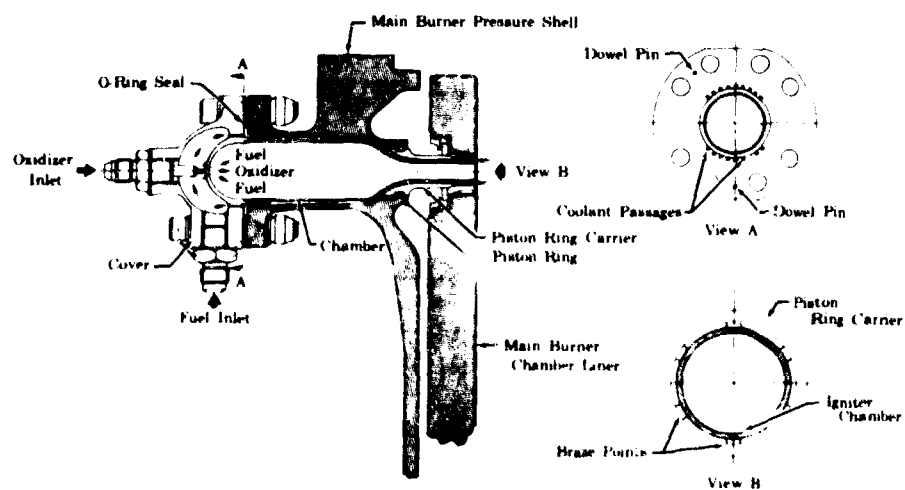 Main Burner Pressure Shell
A
O-Ring Seal
Oxidizer
Inlet
Fuel
Oxidizer
Fuel
View B
Chamber
Piston Ring Carrier
Piston Ring
Cover
A
Fuel Inlet
Main Burner
Chamber Liner
Dowel Pin
Coolant Passages
Dowel Pin
View A
Piston
Ring Carrier
Igniter
Chamber
Braze Points
View B